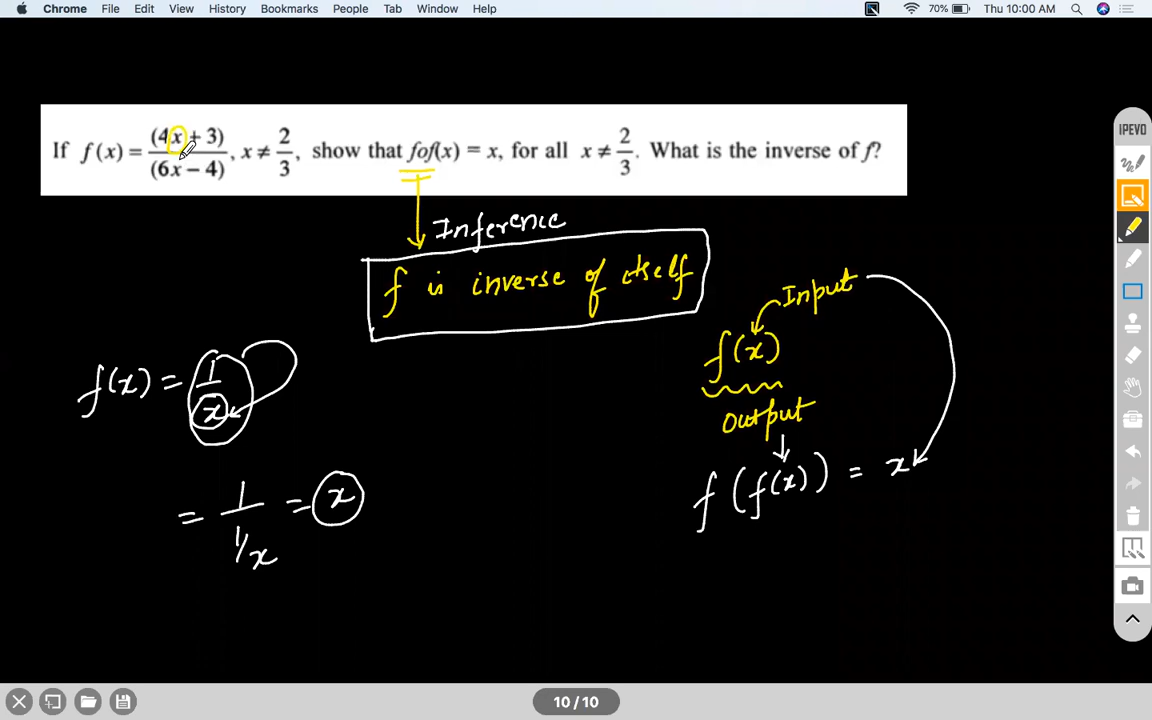 Chrome File Edit View History Bookmarks People Tab Window Help 70% Thu 10:00 AM
If f(x) = (4x + 3)/(6x − 4), x ≠ 2/3, show that fof(x) = x, for all x ≠ 2/3. What is the inverse of f?
Inference
f is inverse of itself
Input
f(x)
Output
f(f(x)) = x
f(x) = 1/x
= 1/1/x = x
IPEVO
10 / 10